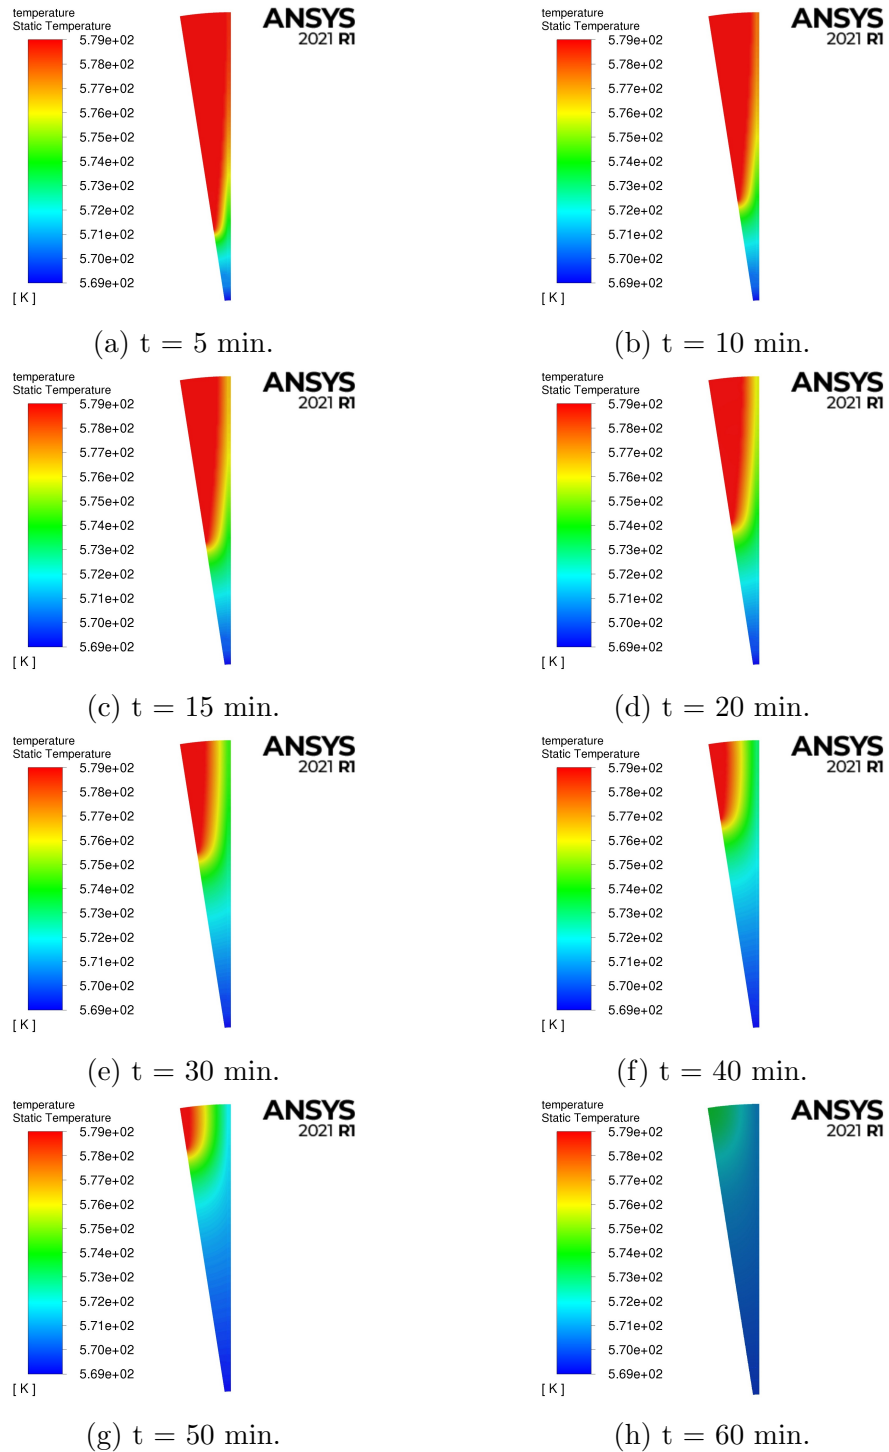 temperature
Static Temperature
5.79e+02
5.78e+02
5.77e+02
5.76e+02
5.75e+02
5.74e+02
5.73e+02
5.72e+02
5.71e+02
5.70e+02
5.69e+02
[ K ]
ANSYS
2021 R1
(a) t = 5 min.
temperature
Static Temperature
5.79e+02
5.78e+02
5.77e+02
5.76e+02
5.75e+02
5.74e+02
5.73e+02
5.72e+02
5.71e+02
5.70e+02
5.69e+02
[ K ]
ANSYS
2021 R1
(b) t = 10 min.
temperature
Static Temperature
5.79e+02
5.78e+02
5.77e+02
5.76e+02
5.75e+02
5.74e+02
5.73e+02
5.72e+02
5.71e+02
5.70e+02
5.69e+02
[ K ]
ANSYS
2021 R1
(c) t = 15 min.
temperature
Static Temperature
5.79e+02
5.78e+02
5.77e+02
5.76e+02
5.75e+02
5.74e+02
5.73e+02
5.72e+02
5.71e+02
5.70e+02
5.69e+02
[ K ]
ANSYS
2021 R1
(d) t = 20 min.
temperature
Static Temperature
5.79e+02
5.78e+02
5.77e+02
5.76e+02
5.75e+02
5.74e+02
5.73e+02
5.72e+02
5.71e+02
5.70e+02
5.69e+02
[ K ]
ANSYS
2021 R1
(e) t = 30 min.
temperature
Static Temperature
5.79e+02
5.78e+02
5.77e+02
5.76e+02
5.75e+02
5.74e+02
5.73e+02
5.72e+02
5.71e+02
5.70e+02
5.69e+02
[ K ]
ANSYS
2021 R1
(f) t = 40 min.
temperature
Static Temperature
5.79e+02
5.78e+02
5.77e+02
5.76e+02
5.75e+02
5.74e+02
5.73e+02
5.72e+02
5.71e+02
5.70e+02
5.69e+02
[ K ]
ANSYS
2021 R1
(g) t = 50 min.
temperature
Static Temperature
5.79e+02
5.78e+02
5.77e+02
5.76e+02
5.75e+02
5.74e+02
5.73e+02
5.72e+02
5.71e+02
5.70e+02
5.69e+02
[ K ]
ANSYS
2021 R1
(h) t = 60 min.